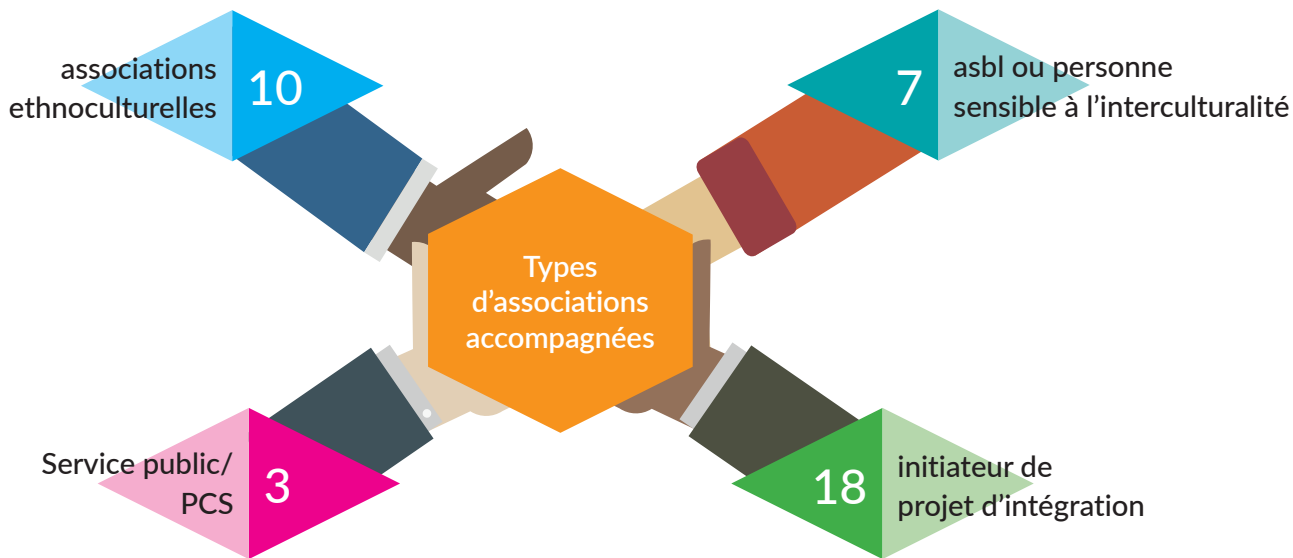 associations
ethnoculturelles
10
7
asbl ou personne
sensible à l’interculturalité
Types
d’associations
accompagnées
Service public/
PCS
3
18
initiateur de
projet d’intégration